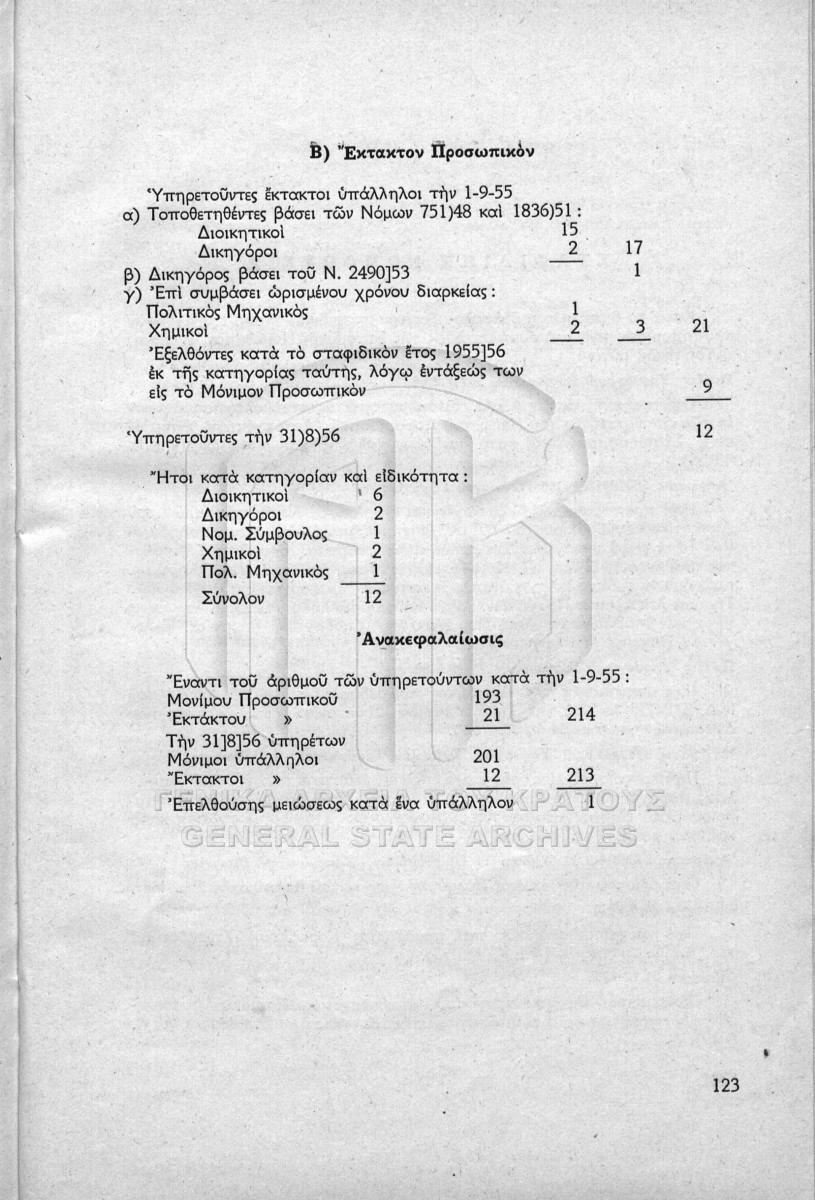 Β) Ἔκτακτον Προσωπικὸν
Ὑπηρετοῦντες ἔκτακτοι ὑπάλληλοι τὴν 1-9-55
α) Τοποθετηθέντες βάσει τῶν Νόμων 751)48 καὶ 1836)51 :
Διοικητικοὶ 15
Δικηγόροι 2 17
β) Δικηγόρος βάσει τοῦ Ν. 2490]53 1
γ) Ἐπὶ συμβάσει ὡρισμένου χρόνου διαρκείας :
Πολιτικὸς Μηχανικὸς 1
Χημικοὶ 2 3 21
Ἐξελθόντες κατὰ τὸ σταφιδικὸν ἔτος 1955]56
ἐκ τῆς κατηγορίας ταύτης, λόγῳ ἐντάξεώς των
εἰς τὸ Μόνιμον Προσωπικὸν 9
Ὑπηρετοῦντες τὴν 31)8)56 12
Ἤτοι κατὰ κατηγορίαν καὶ εἰδικότητα :
Διοικητικοὶ 6
Δικηγόροι 2
Νομ. Σύμβουλος 1
Χημικοὶ 2
Πολ. Μηχανικὸς 1
Σύνολον 12
Ἀνακεφαλαίωσις
Ἔναντι τοῦ ἀριθμοῦ τῶν ὑπηρετούντων κατὰ τὴν 1-9-55 :
Μονίμου Προσωπικοῦ 193
Ἐκτάκτου » 21 214
Τὴν 31]8]56 ὑπηρέτων
Μόνιμοι ὑπάλληλοι 201
Ἔκτακτοι » 12 213
Ἐπελθούσης μειώσεως κατὰ ἕνα ὑπάλληλον 1
ΓΕΝΙΚΑ ΑΡΧΕΙΑ ΤΟΥ ΚΡΑΤΟΥΣ
GENERAL STATE ARCHIVES
123